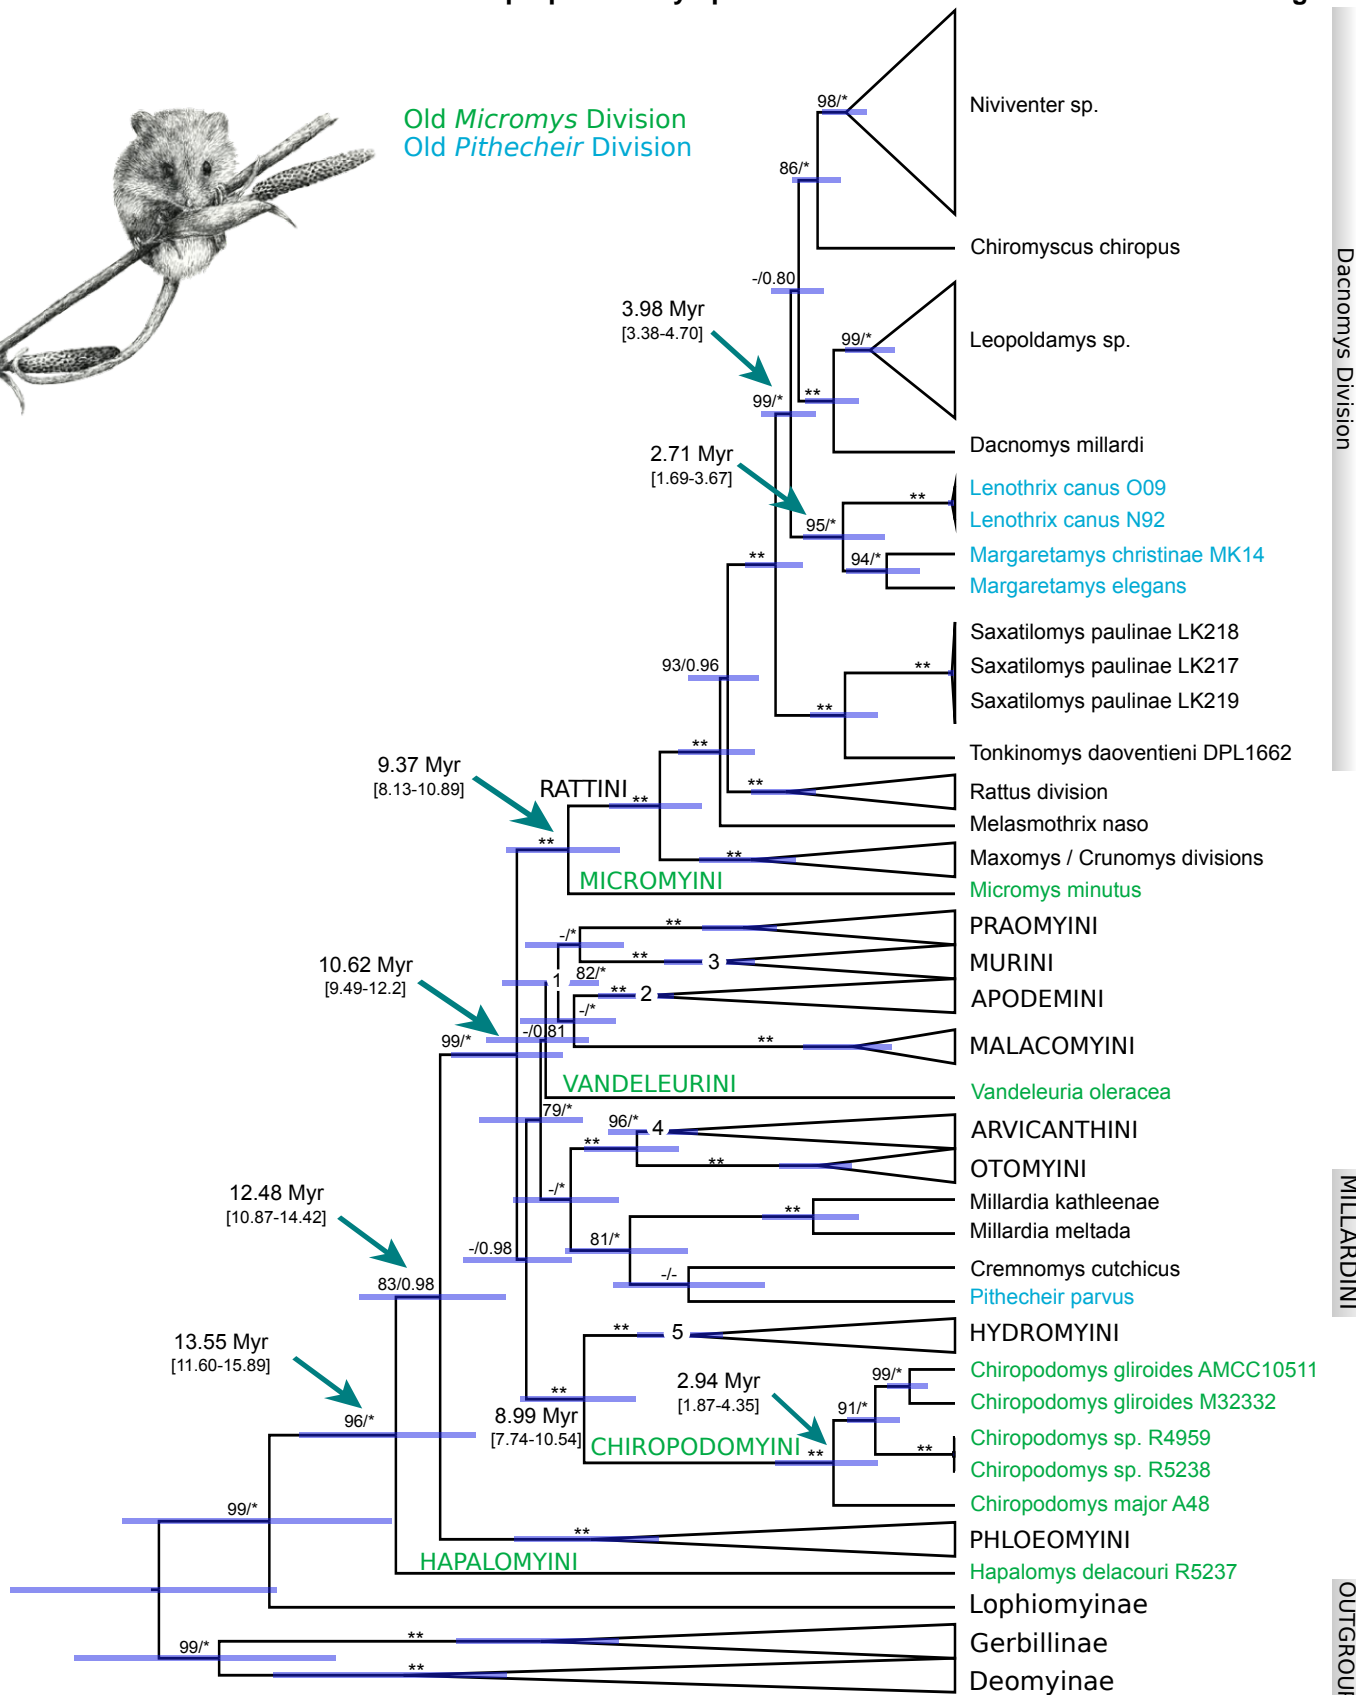 Old Micromys Division
Old Pithecheir Division
98/*
Niviventer sp.
86/*
Chiromyscus chiropus
-/0.80
3.98 Myr
[3.38-4.70]
99/*
Leopoldamys sp.
99/*
**
Dacnomys millardi
2.71 Myr
[1.69-3.67]
**
Lenothrix canus O09
Lenothrix canus N92
95/*
94/*
Margaretamys christinae MK14
Margaretamys elegans
**
Saxatilomys paulinae LK218
Saxatilomys paulinae LK217
Saxatilomys paulinae LK219
**
93/0.96
**
Tonkinomys daoventieni DPL1662
**
9.37 Myr
[8.13-10.89]
RATTINI
**
**
Rattus division
Melasmothrix naso
**
**
Maxomys / Crunomys divisions
MICROMYINI
Micromys minutus
**
PRAOMYINI
-/*
10.62 Myr
[9.49-12.2]
**
3
MURINI
1
82/*
**
2
APODEMINI
-/*
-/0.81
99/*
**
MALACOMYINI
VANDELEURINI
Vandeleuria oleracea
79/*
96/*
4
ARVICANTHINI
**
**
OTOMYINI
12.48 Myr
[10.87-14.42]
-/*
**
Millardia kathleenae
Millardia meltada
-/0.98
81/*
-/-
Cremnomys cutchicus
Pithecheir parvus
83/0.98
13.55 Myr
[11.60-15.89]
**
5
HYDROMYINI
99/*
Chiropodomys gliroides AMCC10511
Chiropodomys gliroides M32332
2.94 Myr
[1.87-4.35]
**
91/*
8.99 Myr
[7.74-10.54]
96/*
CHIROPODOMYINI
**
**
Chiropodomys sp. R4959
Chiropodomys sp. R5238
Chiropodomys major A48
99/*
**
PHLOEOMYINI
HAPALOMYINI
Hapalomys delacouri R5237
Lophiomyinae
99/*
**
Gerbillinae
**
Deomyinae
Dacnomys Division
MILLARDINI